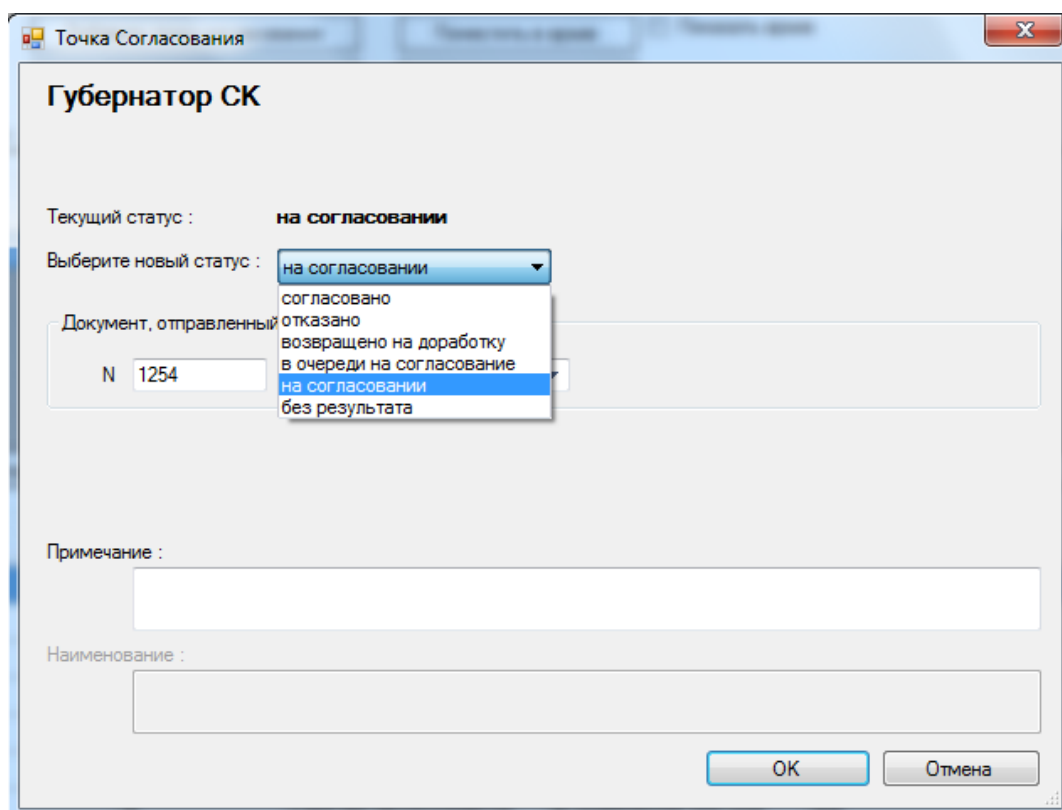 Точка Согласования
Губернатор СК
Текущий статус : на согласовании
Выберите новый статус : на согласовании
согласовано
отказано
возвращено на доработку
в очереди на согласование
на согласовании
без результата
Документ, отправленный
N 1254
Примечание :
Наименование :
OK Отмена